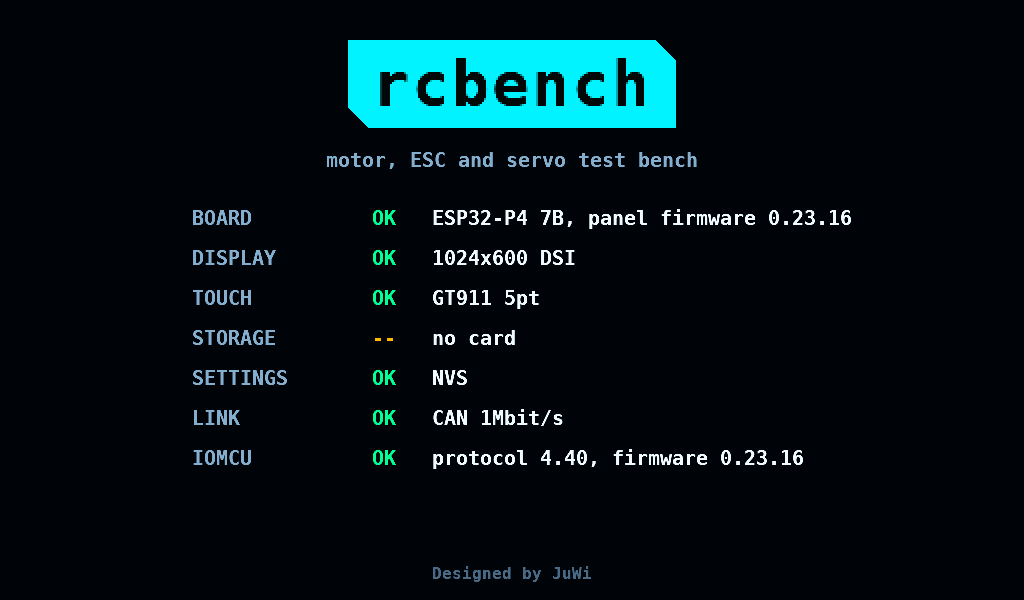 rcbench
motor, ESC and servo test bench
BOARD OK ESP32-P4 7B, panel firmware 0.23.16
DISPLAY OK 1024x600 DSI
TOUCH OK GT911 5pt
STORAGE -- no card
SETTINGS OK NVS
LINK OK CAN 1Mbit/s
IOMCU OK protocol 4.40, firmware 0.23.16
Designed by JuWi